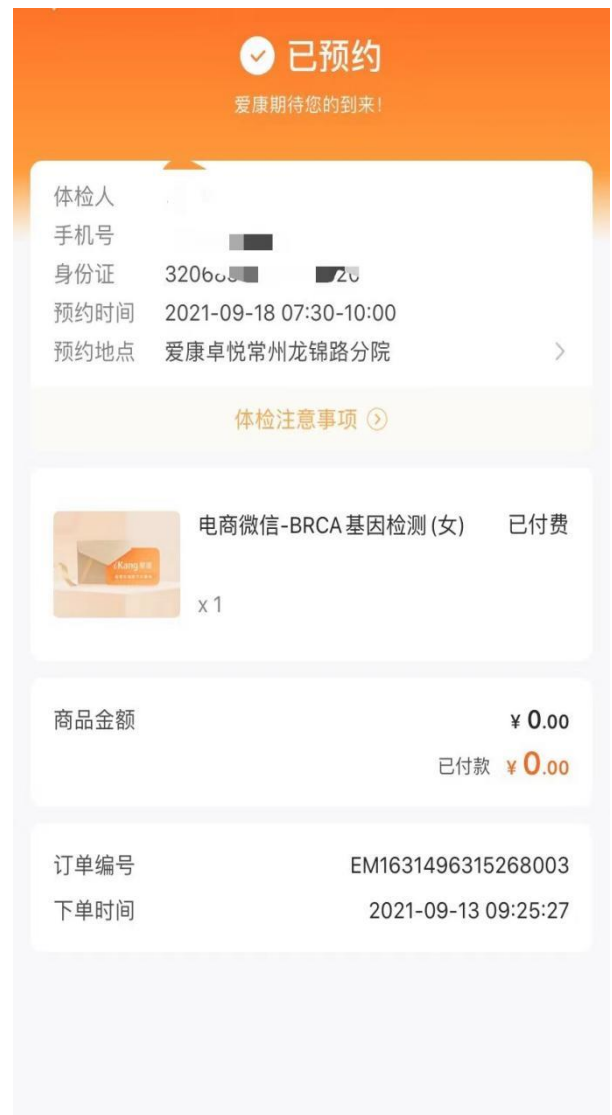 已预约
爱康期待您的到来!
体检人
手机号
身份证 3206
预约时间 2021-09-18 07:30-10:00
预约地点 爱康卓悦常州龙锦路分院
体检注意事项
电商微信-BRCA基因检测(女) 已付费
x 1
商品金额 ¥ 0.00
已付款 ¥ 0.00
订单编号 EM1631496315268003
下单时间 2021-09-13 09:25:27